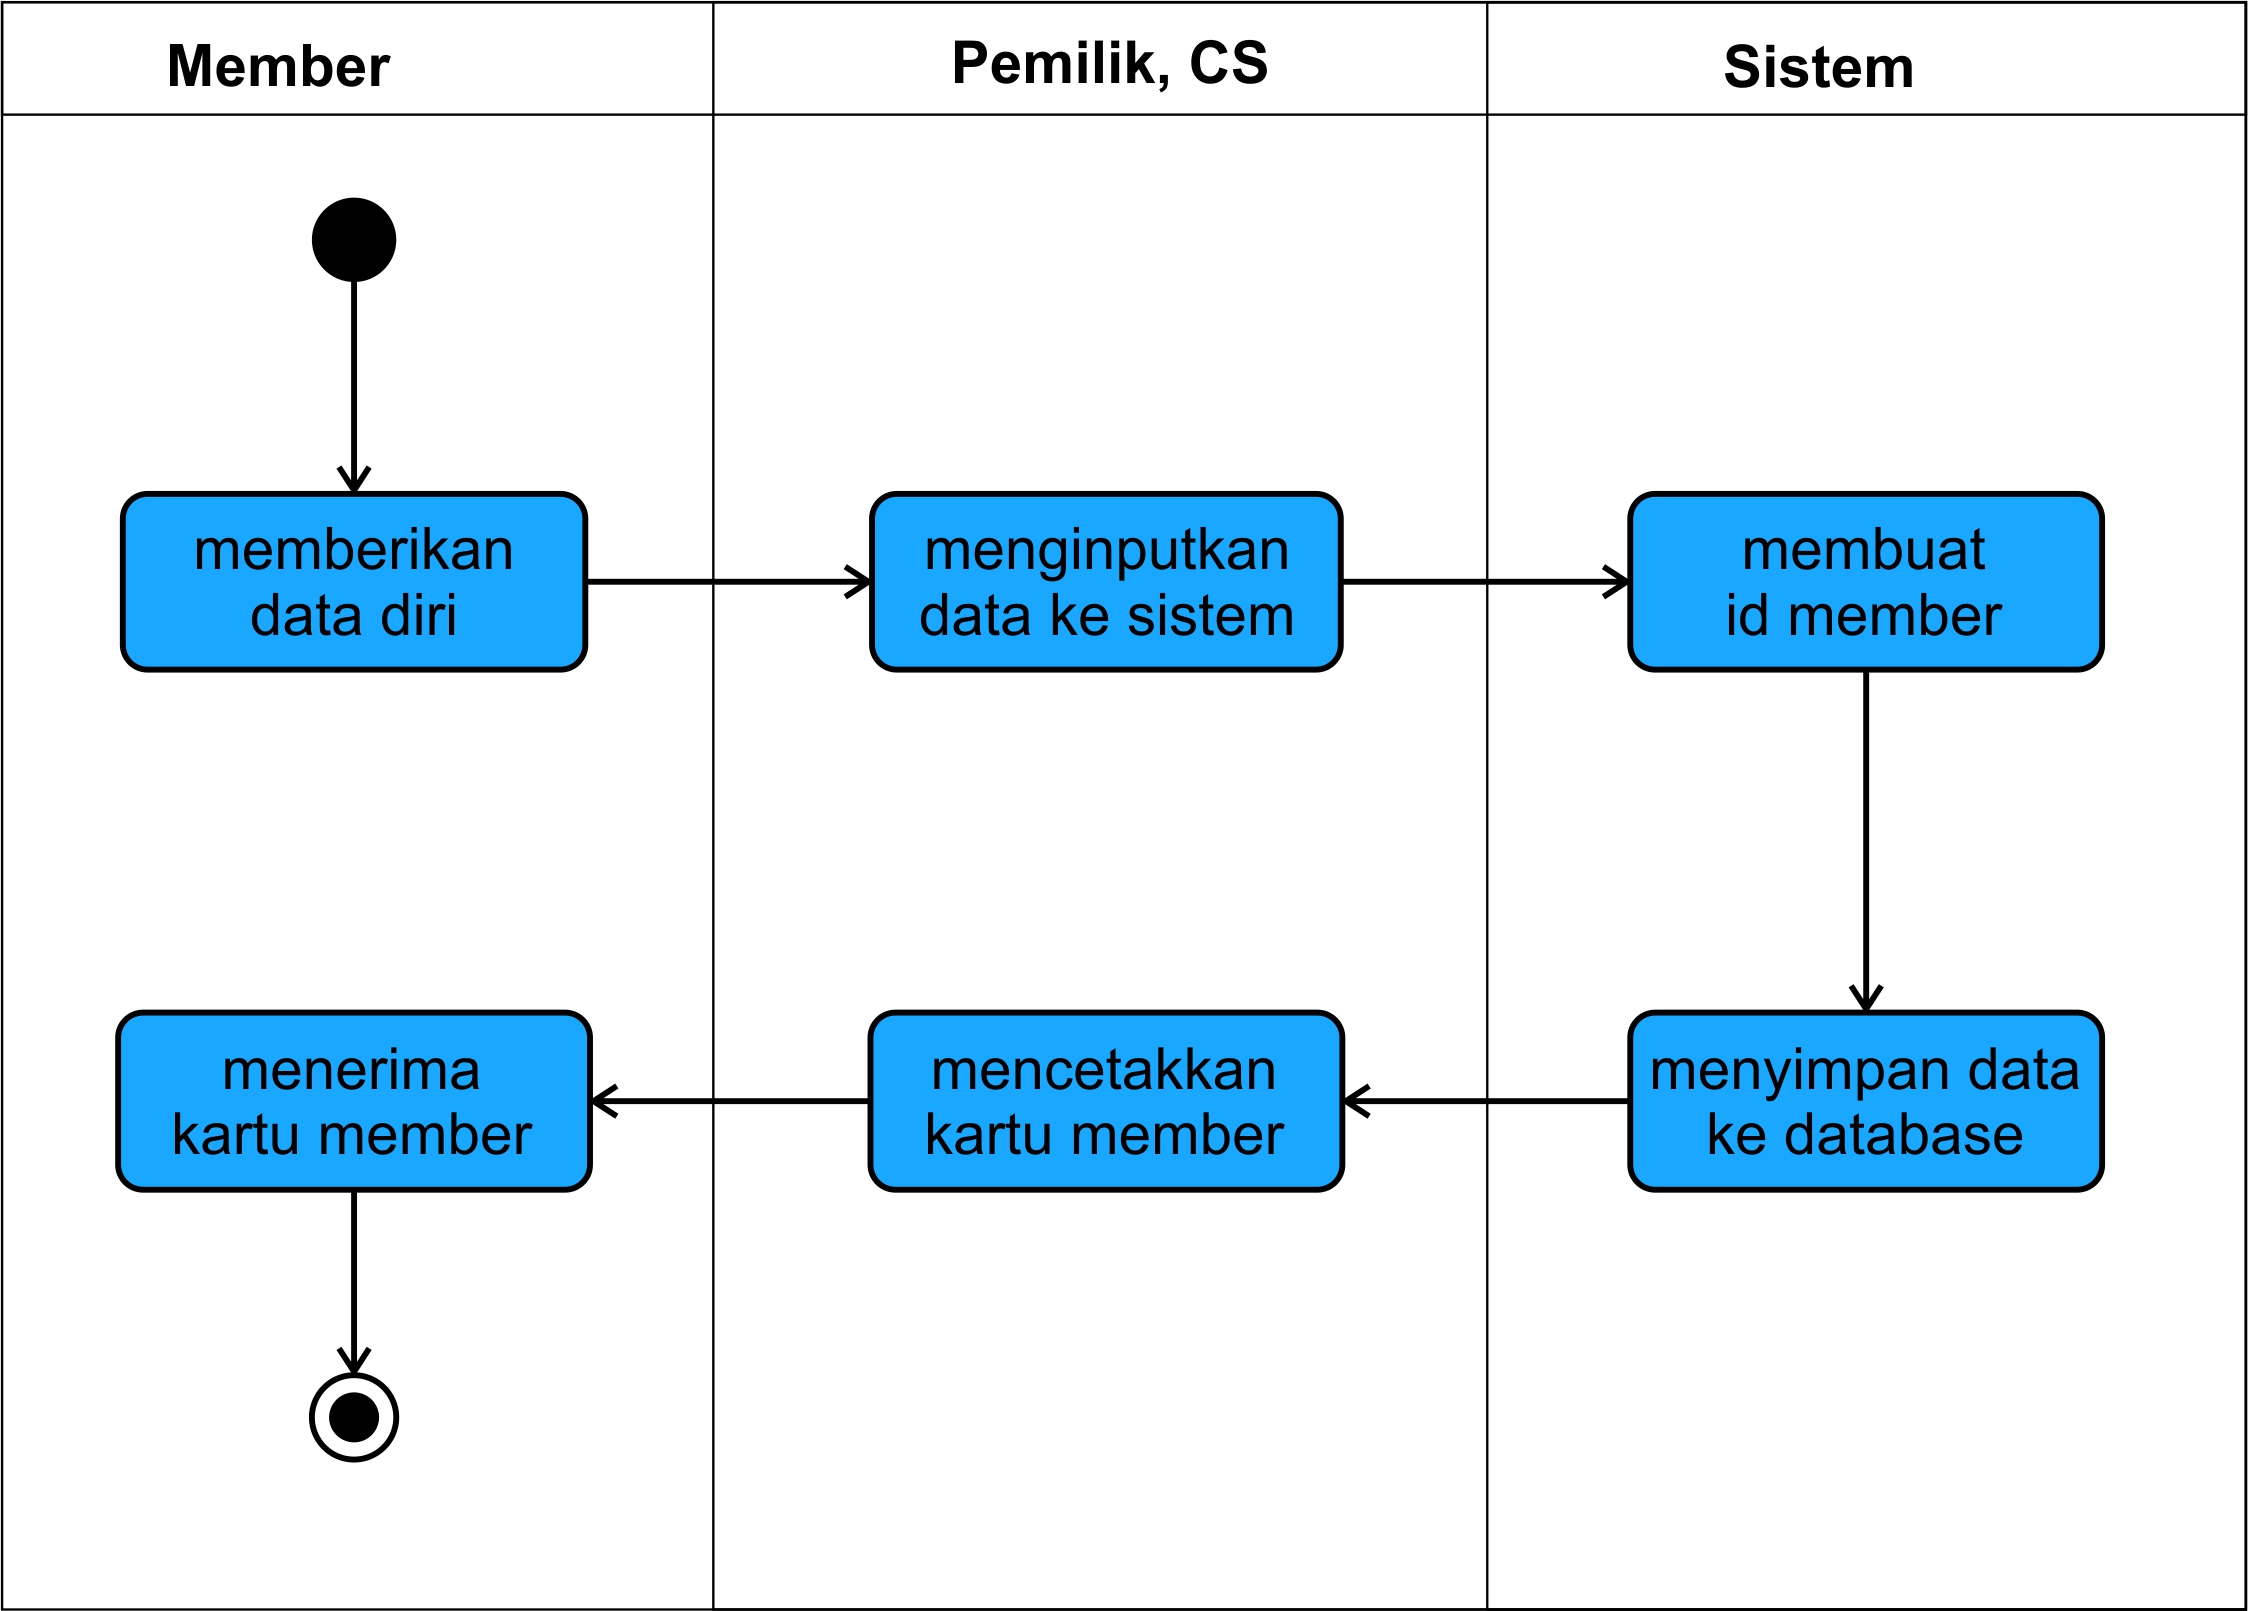 Member
Pemilik, CS
Sistem
memberikan
data diri
menginputkan
data ke sistem
membuat
id member
menerima
kartu member
mencetakkan
kartu member
menyimpan data
ke database